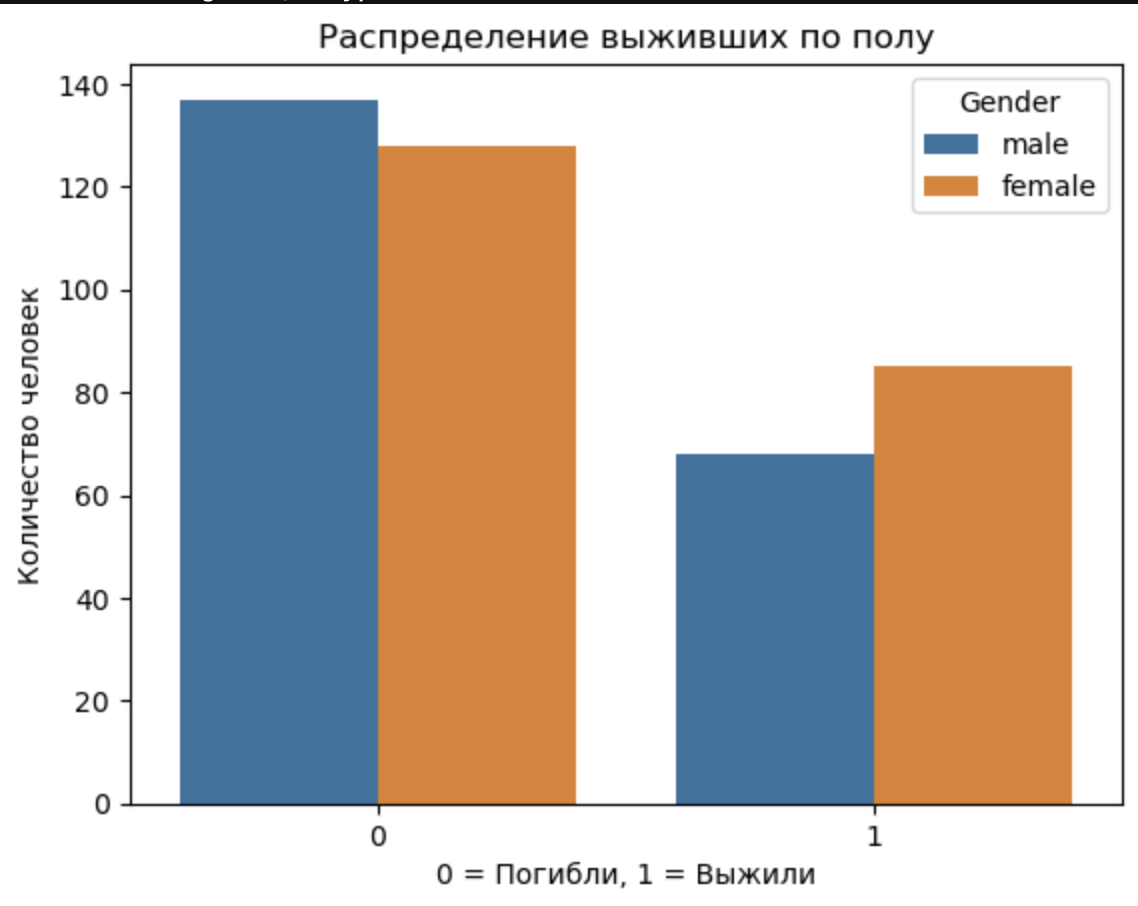 Распределение выживших по полу
Gender
male
female
140
120
100
80
60
40
20
0
Количество человек
0
1
0 = Погибли, 1 = Выжили